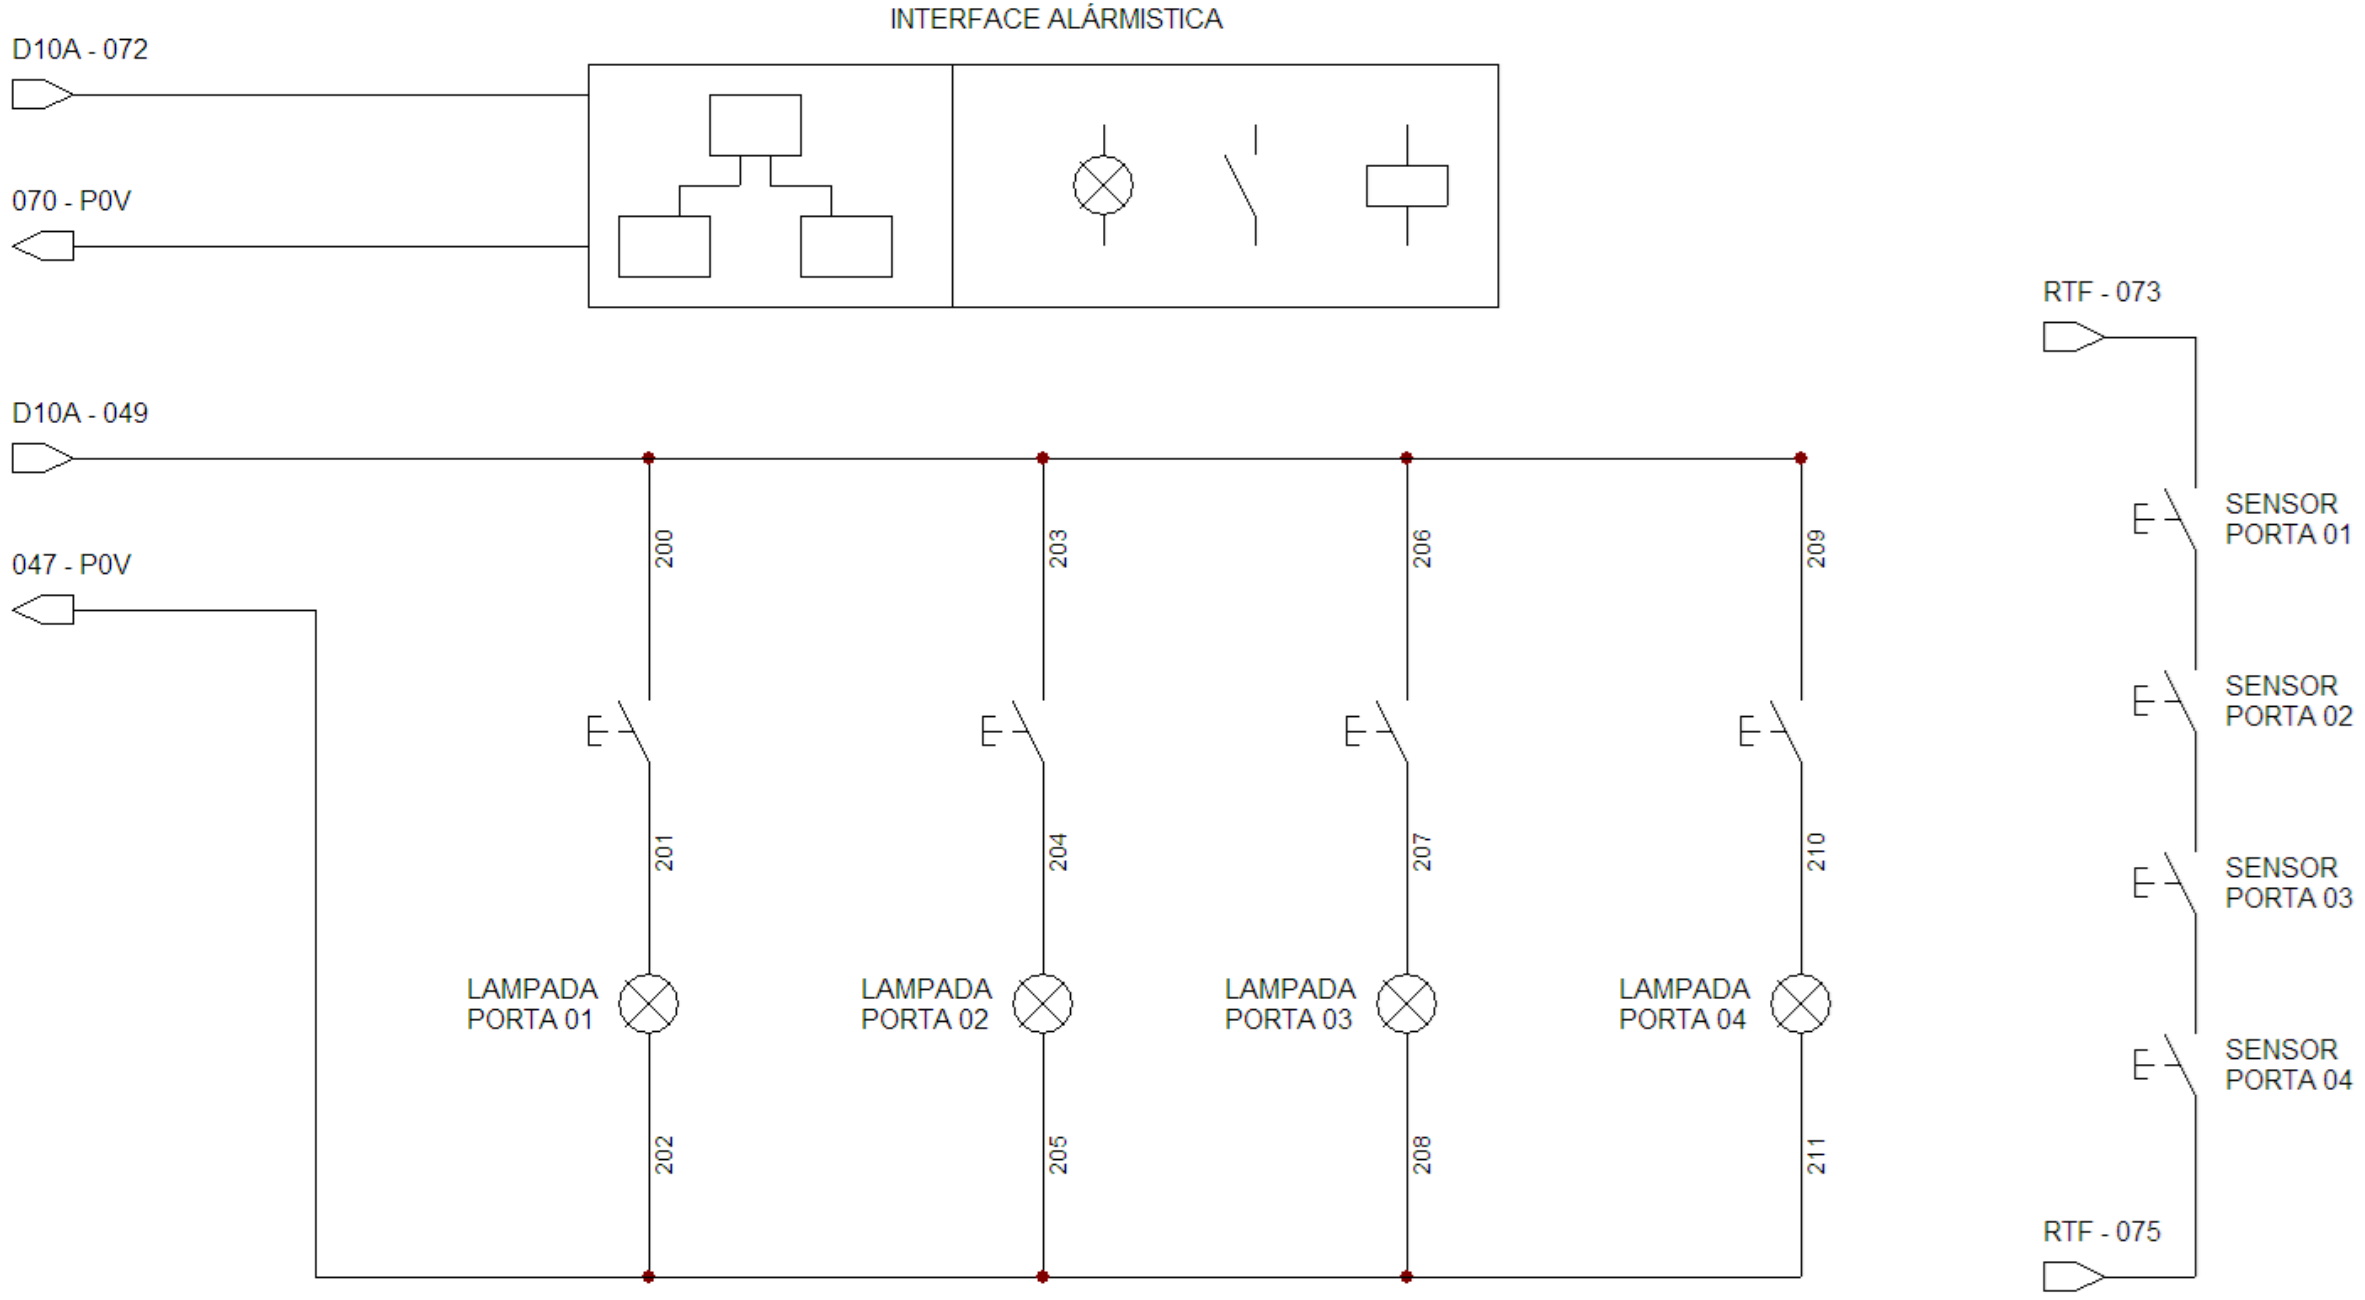 INTERFACE ALÁRMISTICA
D10A - 072
070 - P0V
RTF - 073
D10A - 049
047 - P0V
200
203
206
209
SENSOR
PORTA 01
SENSOR
PORTA 02
201
204
207
210
SENSOR
PORTA 03
LAMPADA
PORTA 01
LAMPADA
PORTA 02
LAMPADA
PORTA 03
LAMPADA
PORTA 04
SENSOR
PORTA 04
202
205
208
211
RTF - 075